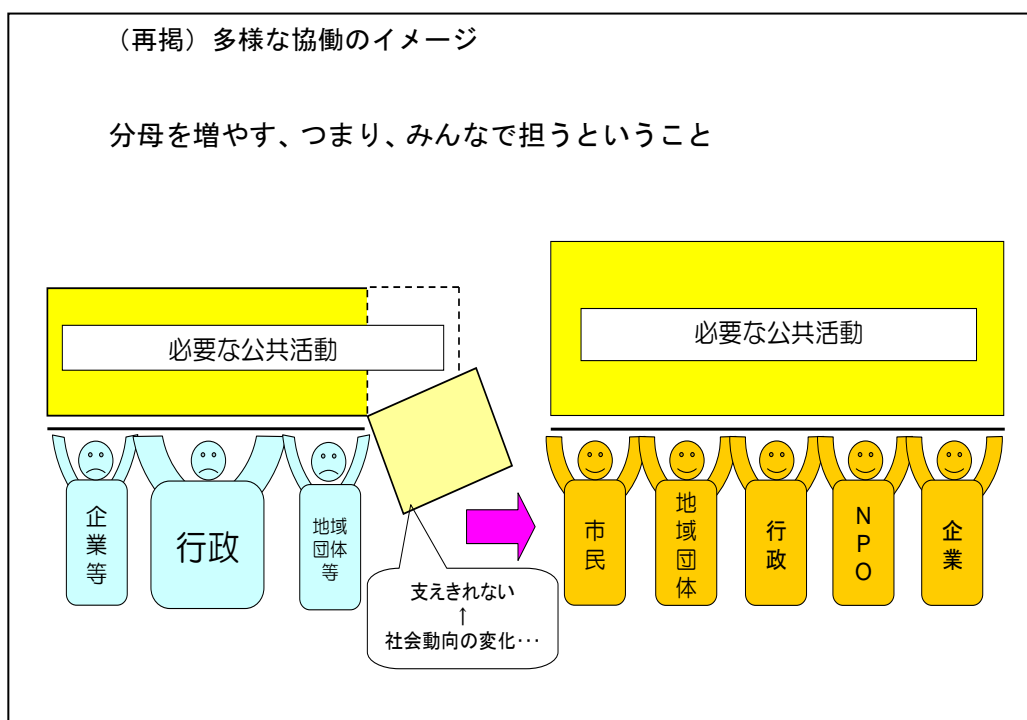 (再掲)多様な協働のイメージ
分母を増やす、つまり、みんなで担うということ
必要な公共活動
企業等
行政
地域
団体
等
支えきれない
↑
社会動向の変化･･･
必要な公共活動
市民
地域団体
行政
NPO
企業